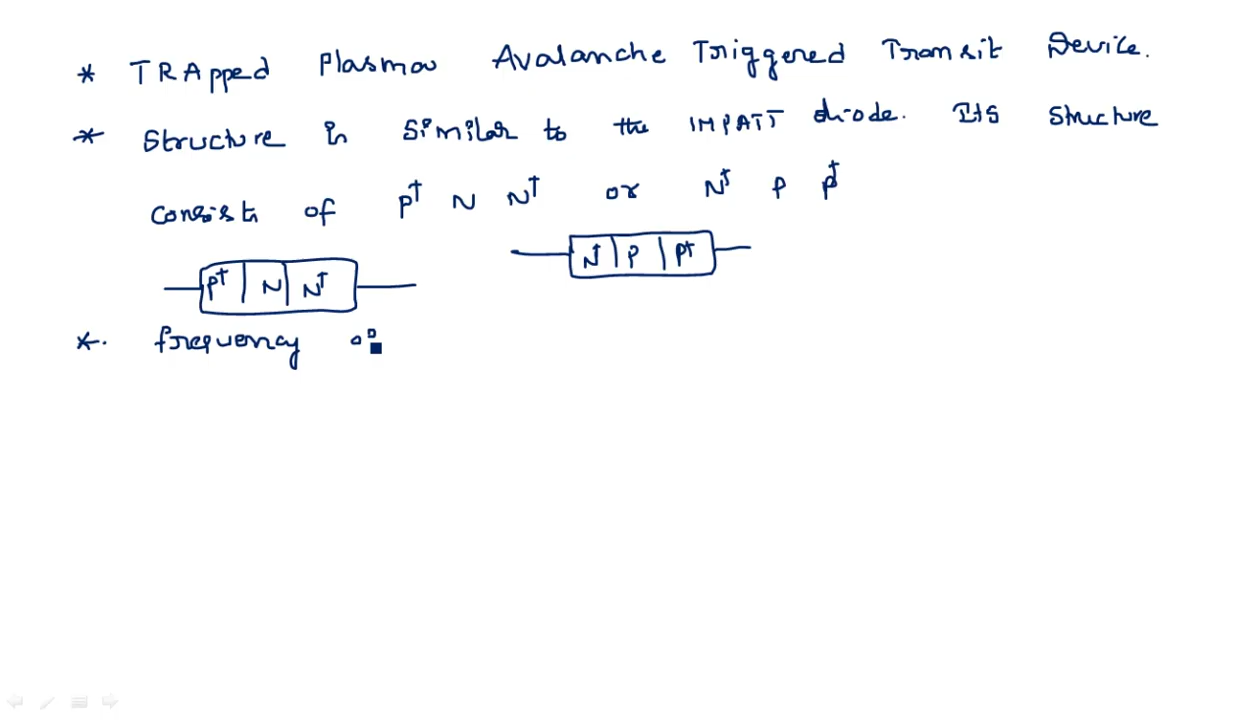 * TRApped Plasma Avalanche Triggered Transit Device.
* Structure is similar to the IMPATT diode. Its structure
consists of P⁺ N N⁺ or N⁺ P P⁺
N⁺ P P⁺
P⁺ N N⁺
*. frequency